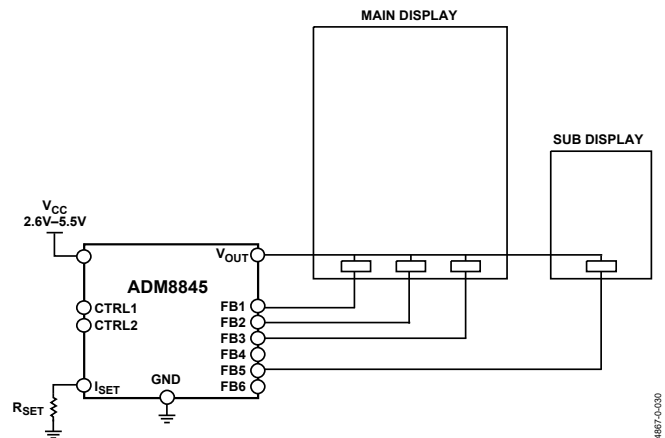 MAIN DISPLAY
SUB DISPLAY
VCC
2.6V–5.5V
VOUT
ADM8845
CTRL1
CTRL2
FB1
FB2
FB3
FB4
FB5
FB6
ISET
GND
RSET
4867-0-030